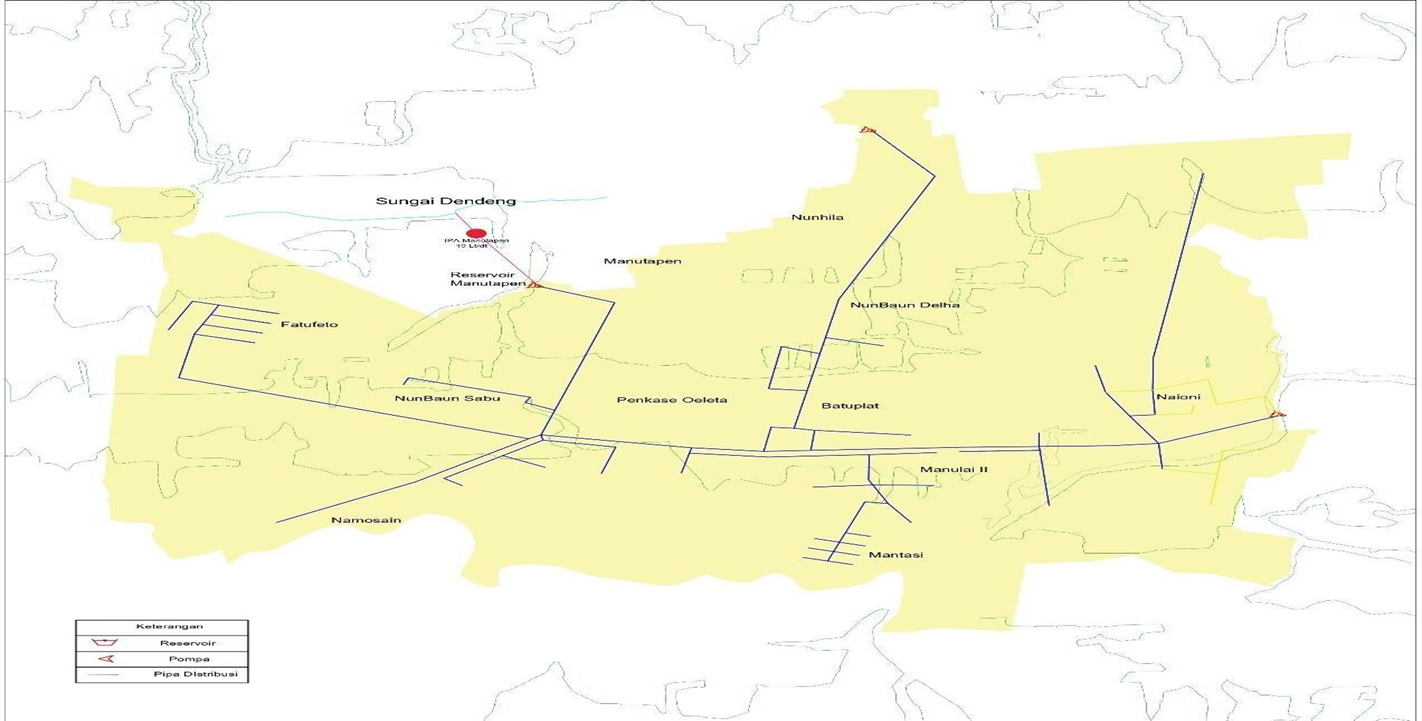 Sungai Dendeng
Nunhila
IPA Manutapen
10 Lt/dt
Manutapen
Reservoir
Manutapen
NunBaun Delha
Fatufeto
NunBaun Sabu
Penkase Oeleta
Batuplat
Naioni
Manulai II
Namosain
Mantasi
Keterangan
Reservoir
Pompa
Pipa Distribusi